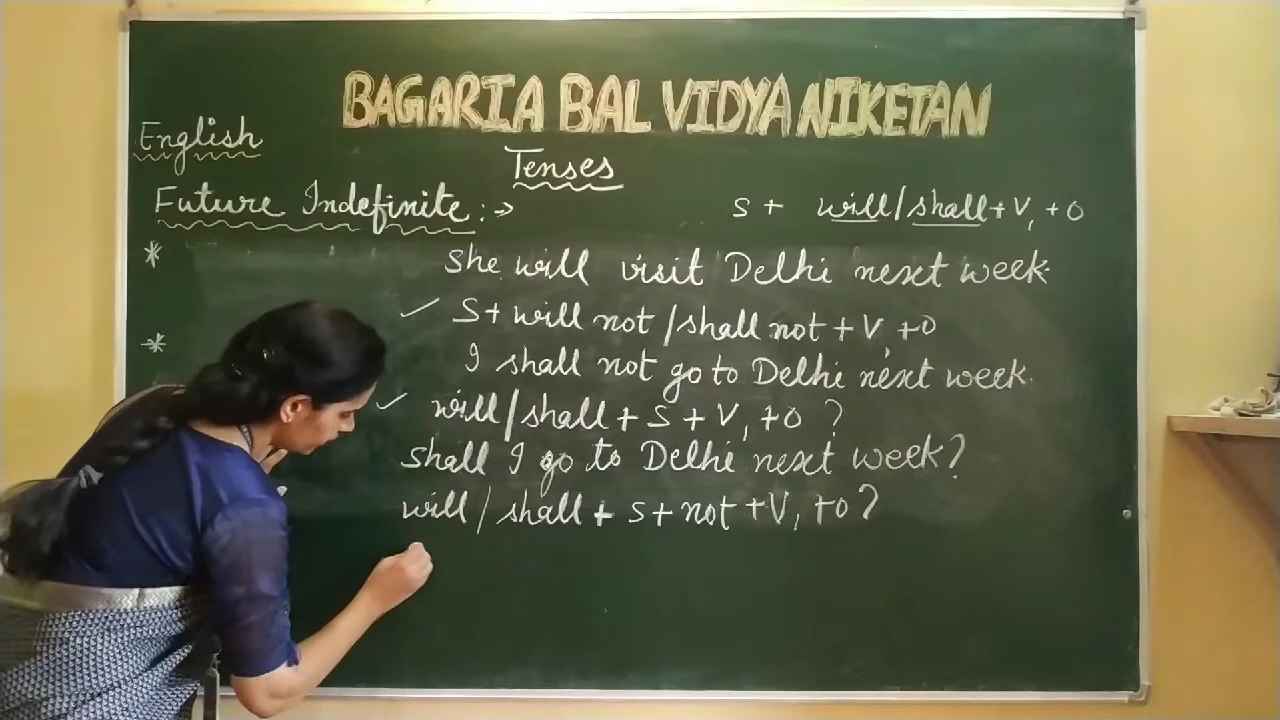 BAGARIA BAL VIDYA NIKETAN
English
Tenses
Future Indefinite :→ S + will/shall + V₁ + O
* She will visit Delhi next week.
✓ S + will not / shall not + V₁ + O
* I shall not go to Delhi next week.
✓ will/shall + S + V₁ + O ?
shall I go to Delhi next week?
will / shall + S + not + V₁ + O ?